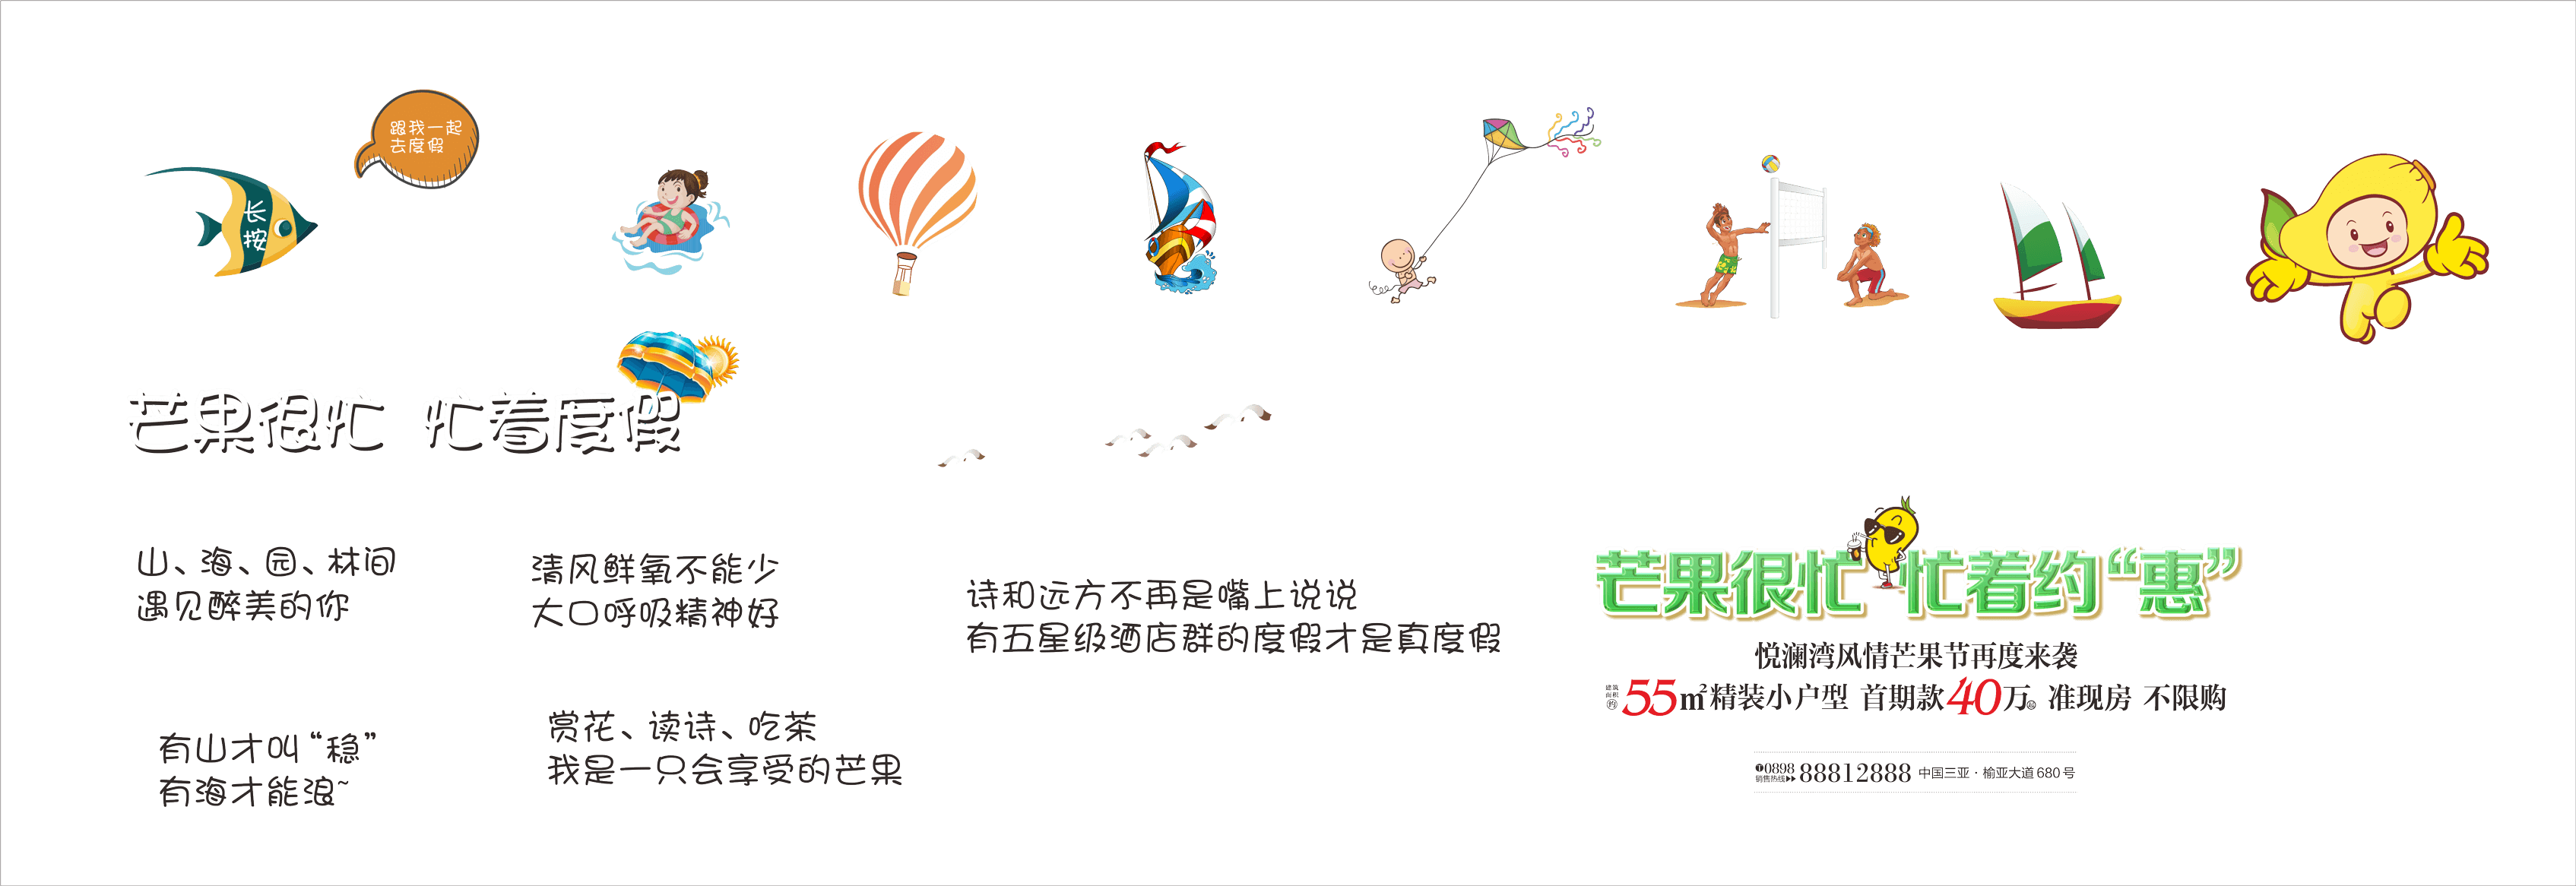 跟我一起
去度假
长
按
芒果很忙 忙着度假
山、海、园、林间
遇见醉美的你
清风鲜氧不能少
大口呼吸精神好
诗和远方不再是嘴上说说
有五星级酒店群的度假才是真度假
有山才叫“稳”
有海才能浪~
赏花、读诗、吃茶
我是一只会享受的芒果
芒果很忙 忙着约“惠”
悦澜湾风情芒果节再度来袭
建筑面积约55㎡精装小户型 首期款40万起 准现房 不限购
0898 88812888 中国三亚·榆亚大道680号
销售热线